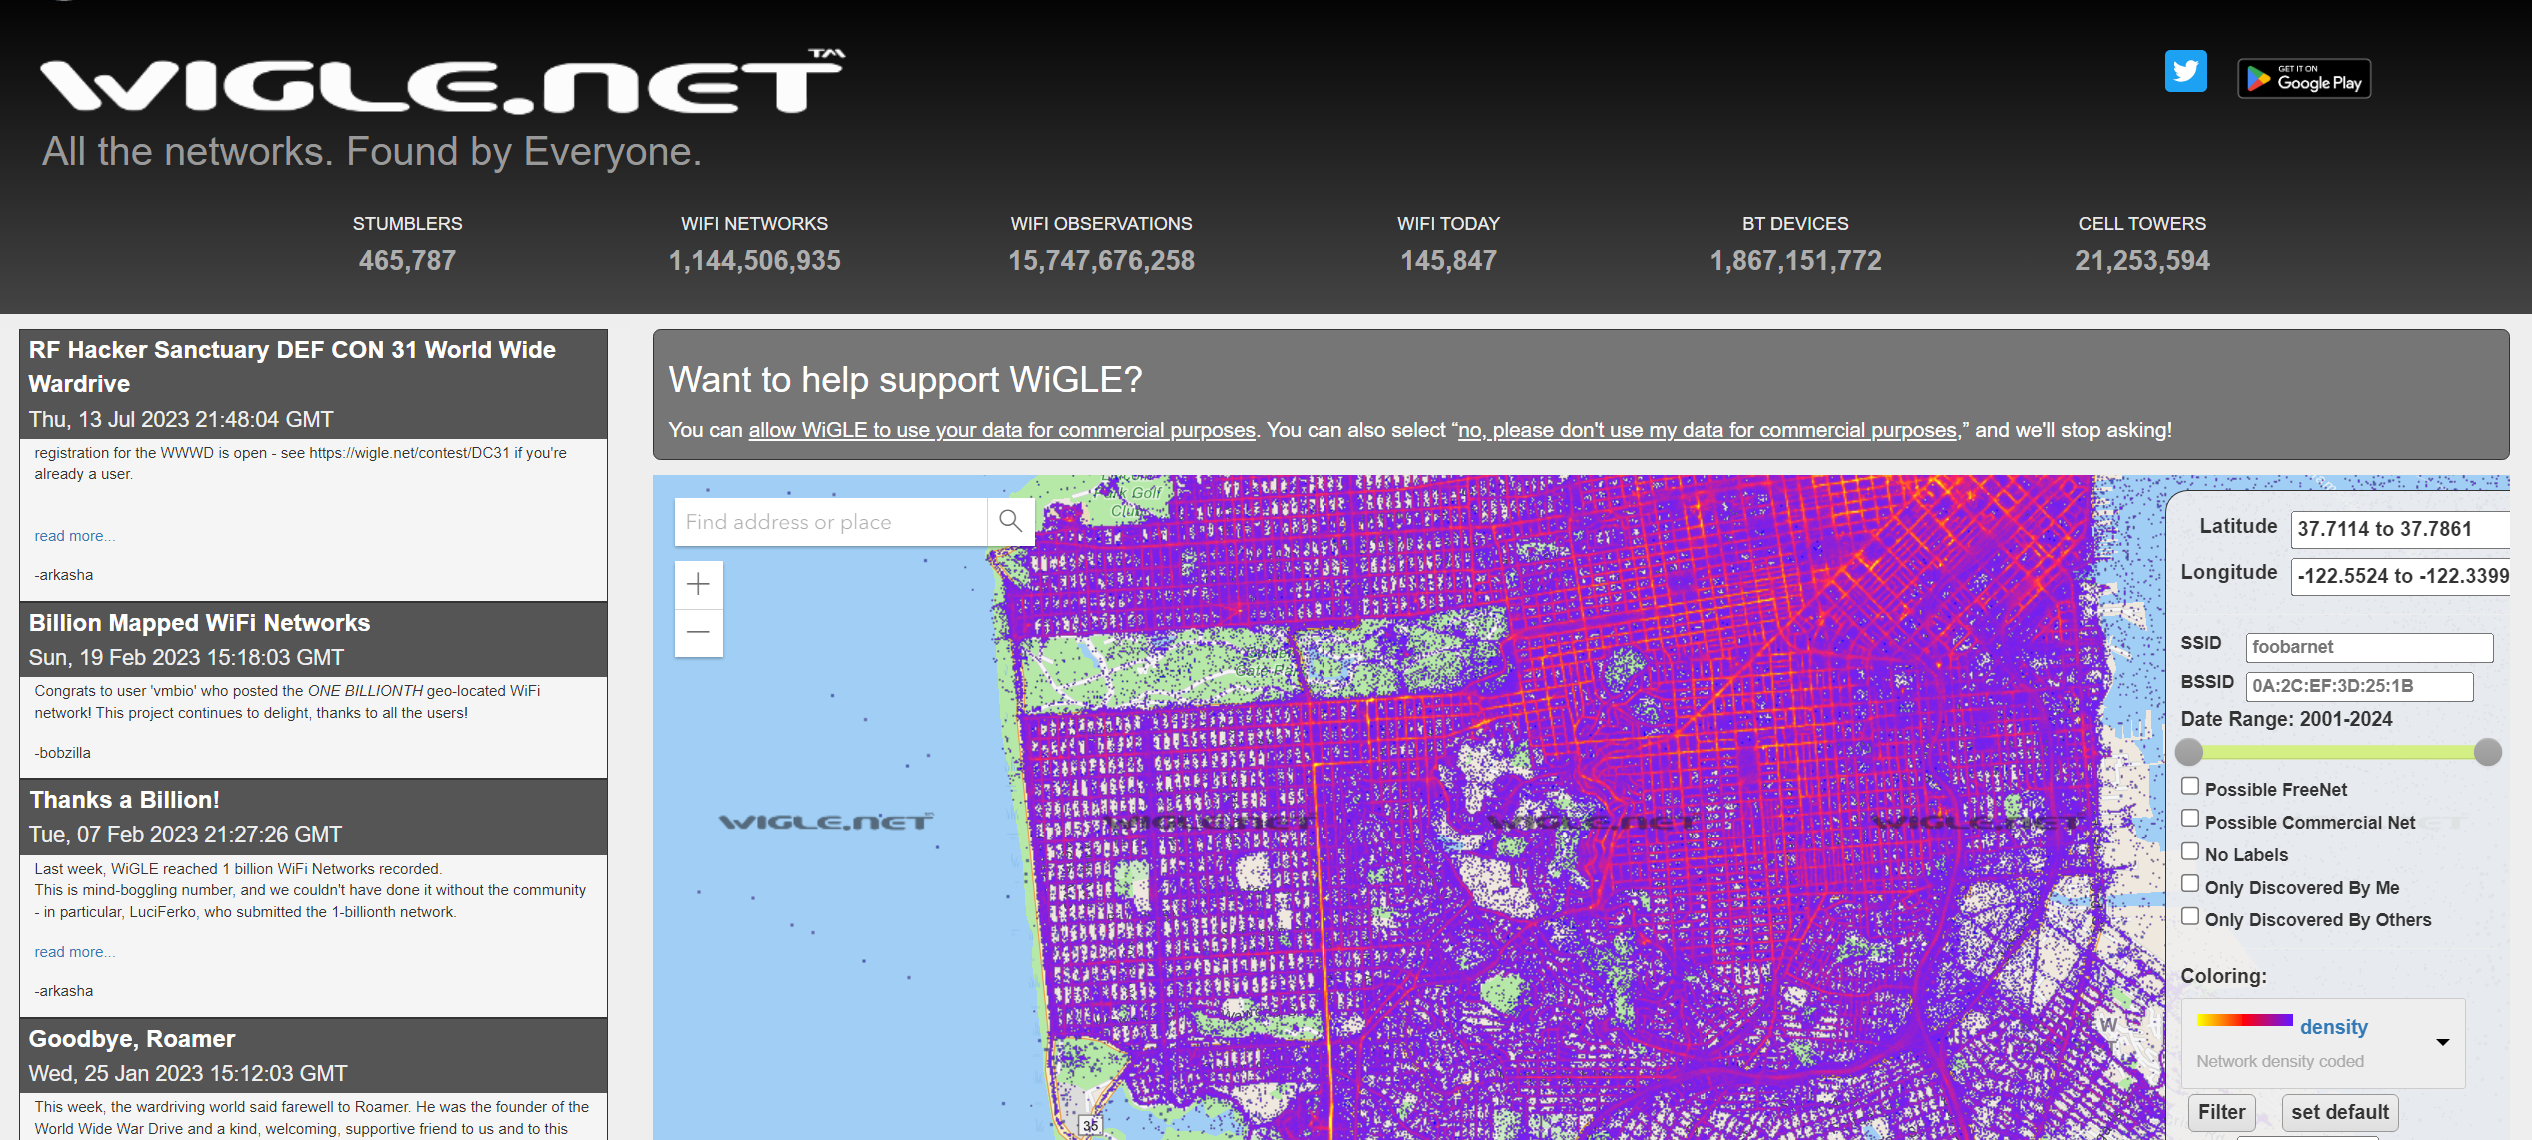 WIGLE.NET™
All the networks. Found by Everyone.
GET IT ON
Google Play
STUMBLERS
465,787
WIFI NETWORKS
1,144,506,935
WIFI OBSERVATIONS
15,747,676,258
WIFI TODAY
145,847
BT DEVICES
1,867,151,772
CELL TOWERS
21,253,594
RF Hacker Sanctuary DEF CON 31 World Wide
Wardrive
Thu, 13 Jul 2023 21:48:04 GMT
registration for the WWWD is open - see https://wigle.net/contest/DC31 if you're
already a user.
read more...
-arkasha
Billion Mapped WiFi Networks
Sun, 19 Feb 2023 15:18:03 GMT
Congrats to user 'vmbio' who posted the ONE BILLIONTH geo-located WiFi
network! This project continues to delight, thanks to all the users!
-bobzilla
Thanks a Billion!
Tue, 07 Feb 2023 21:27:26 GMT
Last week, WiGLE reached 1 billion WiFi Networks recorded.
This is mind-boggling number, and we couldn't have done it without the community
- in particular, LuciFerko, who submitted the 1-billionth network.
read more...
-arkasha
Goodbye, Roamer
Wed, 25 Jan 2023 15:12:03 GMT
This week, the wardriving world said farewell to Roamer. He was the founder of the
World Wide War Drive and a kind, welcoming, supportive friend to us and to this
Want to help support WiGLE?
You can allow WiGLE to use your data for commercial purposes. You can also select “no, please don't use my data for commercial purposes,” and we'll stop asking!
Find address or place
Park Golf
Club
WIGLE.NET
WIGLE.NET
WIGLE.NET
WIGLE.NET
35
W
Latitude
37.7114 to 37.7861
Longitude
-122.5524 to -122.3399
SSID
foobarnet
BSSID
0A:2C:EF:3D:25:1B
Date Range: 2001-2024
Possible FreeNet
Possible Commercial Net
No Labels
Only Discovered By Me
Only Discovered By Others
Coloring:
density
Network density coded
Filter
set default